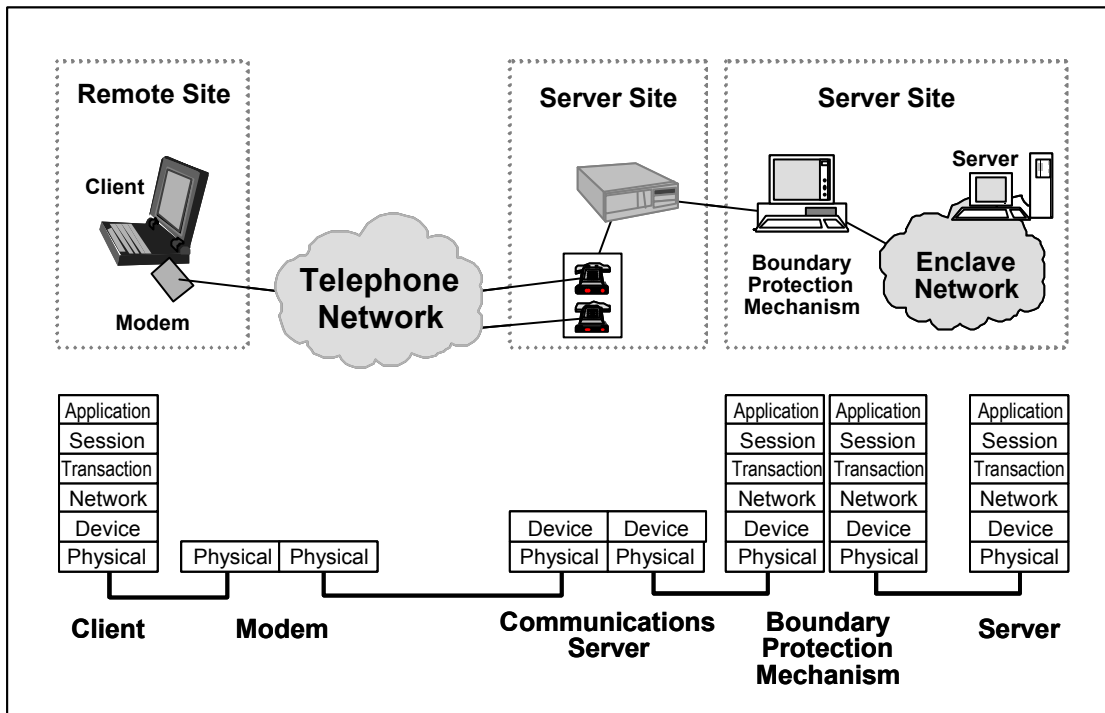 Remote Site
Server Site
Server Site
Client
Server
Modem
Telephone
Network
Boundary
Protection
Mechanism
Enclave
Network
Application
Session
Transaction
Network
Device
Physical
Physical
Physical
Device
Device
Physical
Physical
Application
Session
Transaction
Network
Device
Physical
Application
Session
Transaction
Network
Device
Physical
Application
Session
Transaction
Network
Device
Physical
Client
Modem
Communications
Server
Boundary
Protection
Mechanism
Server